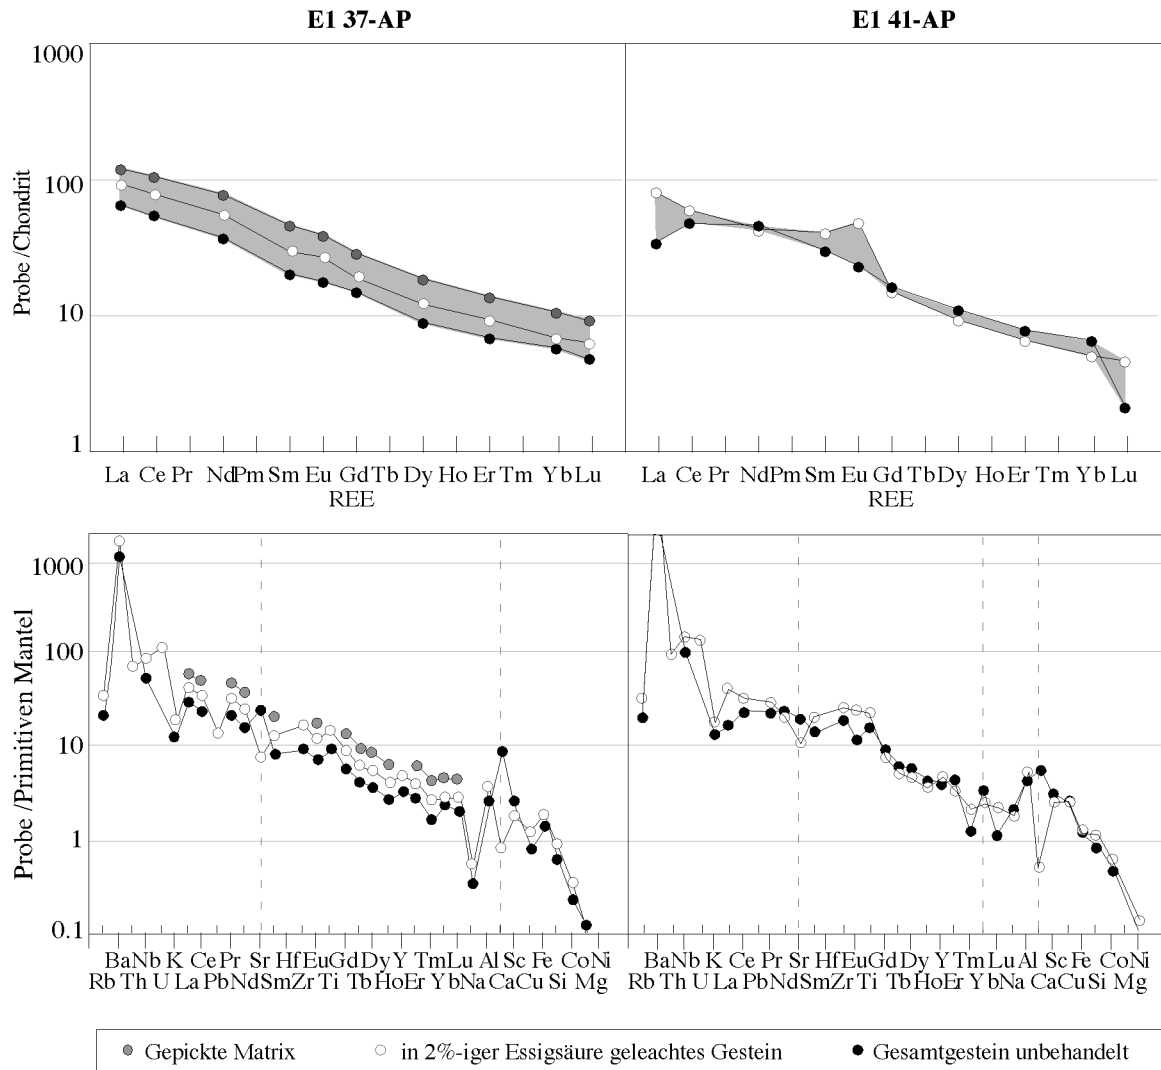 E1 37-AP
E1 41-AP
Probe /Chondrit
1000
100
10
1
La Ce Pr Nd Pm Sm Eu Gd Tb Dy Ho Er Tm Yb Lu
REE
La Ce Pr Nd Pm Sm Eu Gd Tb Dy Ho Er Tm Yb Lu
REE
Probe /Primitiven Mantel
1000
100
10
1
0.1
Ba Nb K Ce Pr Sr Hf Eu Gd Dy Y Tm Lu Al Sc Fe Co Ni
Rb Th U La Pb Nd Sm Zr Ti Tb Ho Er Yb Na Ca Cu Si Mg
Ba Nb K Ce Pr Sr Hf Eu Gd Dy Y Tm Lu Al Sc Fe Co Ni
Rb Th U La Pb Nd Sm Zr Ti Tb Ho Er Yb Na Ca Cu Si Mg
Gepickte Matrix
in 2%-iger Essigsäure geleachtes Gestein
Gesamtgestein unbehandelt